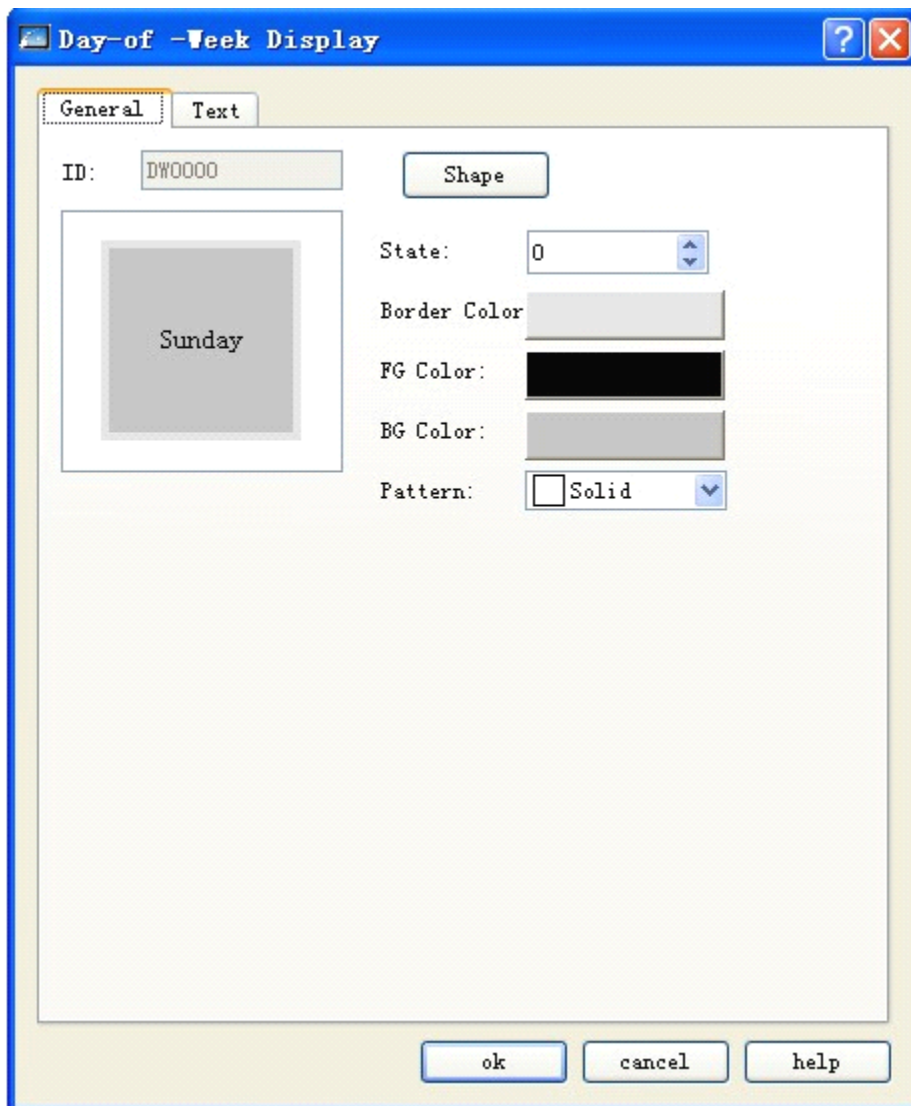 Day-of -Week Display
General Text
ID: DW0000 Shape
State: 0
Border Color
Sunday
FG Color:
BG Color:
Pattern: Solid
ok cancel help